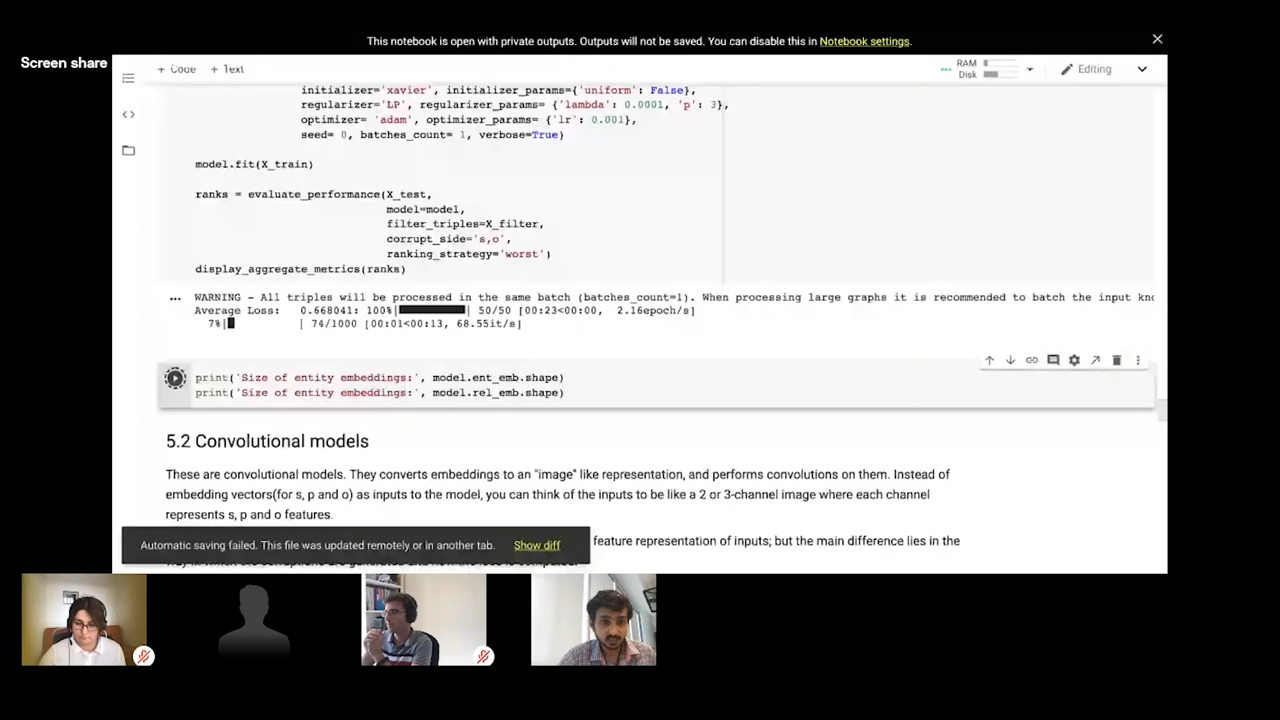 This notebook is open with private outputs. Outputs will not be saved. You can disable this in Notebook settings.
Screen share
+ Code + Text
RAM
Disk
Editing
initializer='xavier', initializer_params={'uniform': False},
regularizer='LP', regularizer_params= {'lambda': 0.0001, 'p': 3},
optimizer= 'adam', optimizer_params= {'lr': 0.001},
seed= 0, batches_count= 1, verbose=True)
model.fit(X_train)
ranks = evaluate_performance(X_test,
model=model,
filter_triples=X_filter,
corrupt_side='s,o',
ranking_strategy='worst')
display_aggregate_metrics(ranks)
WARNING - All triples will be processed in the same batch (batches_count=1). When processing large graphs it is recommended to batch the input kno
Average Loss: 0.668041: 100%| | 50/50 [00:23<00:00, 2.16epoch/s]
7%| | 74/1000 [00:01<00:13, 68.55it/s]
print('Size of entity embeddings:', model.ent_emb.shape)
print('Size of entity embeddings:', model.rel_emb.shape)
5.2 Convolutional models
These are convolutional models. They converts embeddings to an "image" like representation, and performs convolutions on them. Instead of
embedding vectors(for s, p and o) as inputs to the model, you can think of the inputs to be like a 2 or 3-channel image where each channel
represents s, p and o features.
Automatic saving failed. This file was updated remotely or in another tab. Show diff
feature representation of inputs; but the main difference lies in the